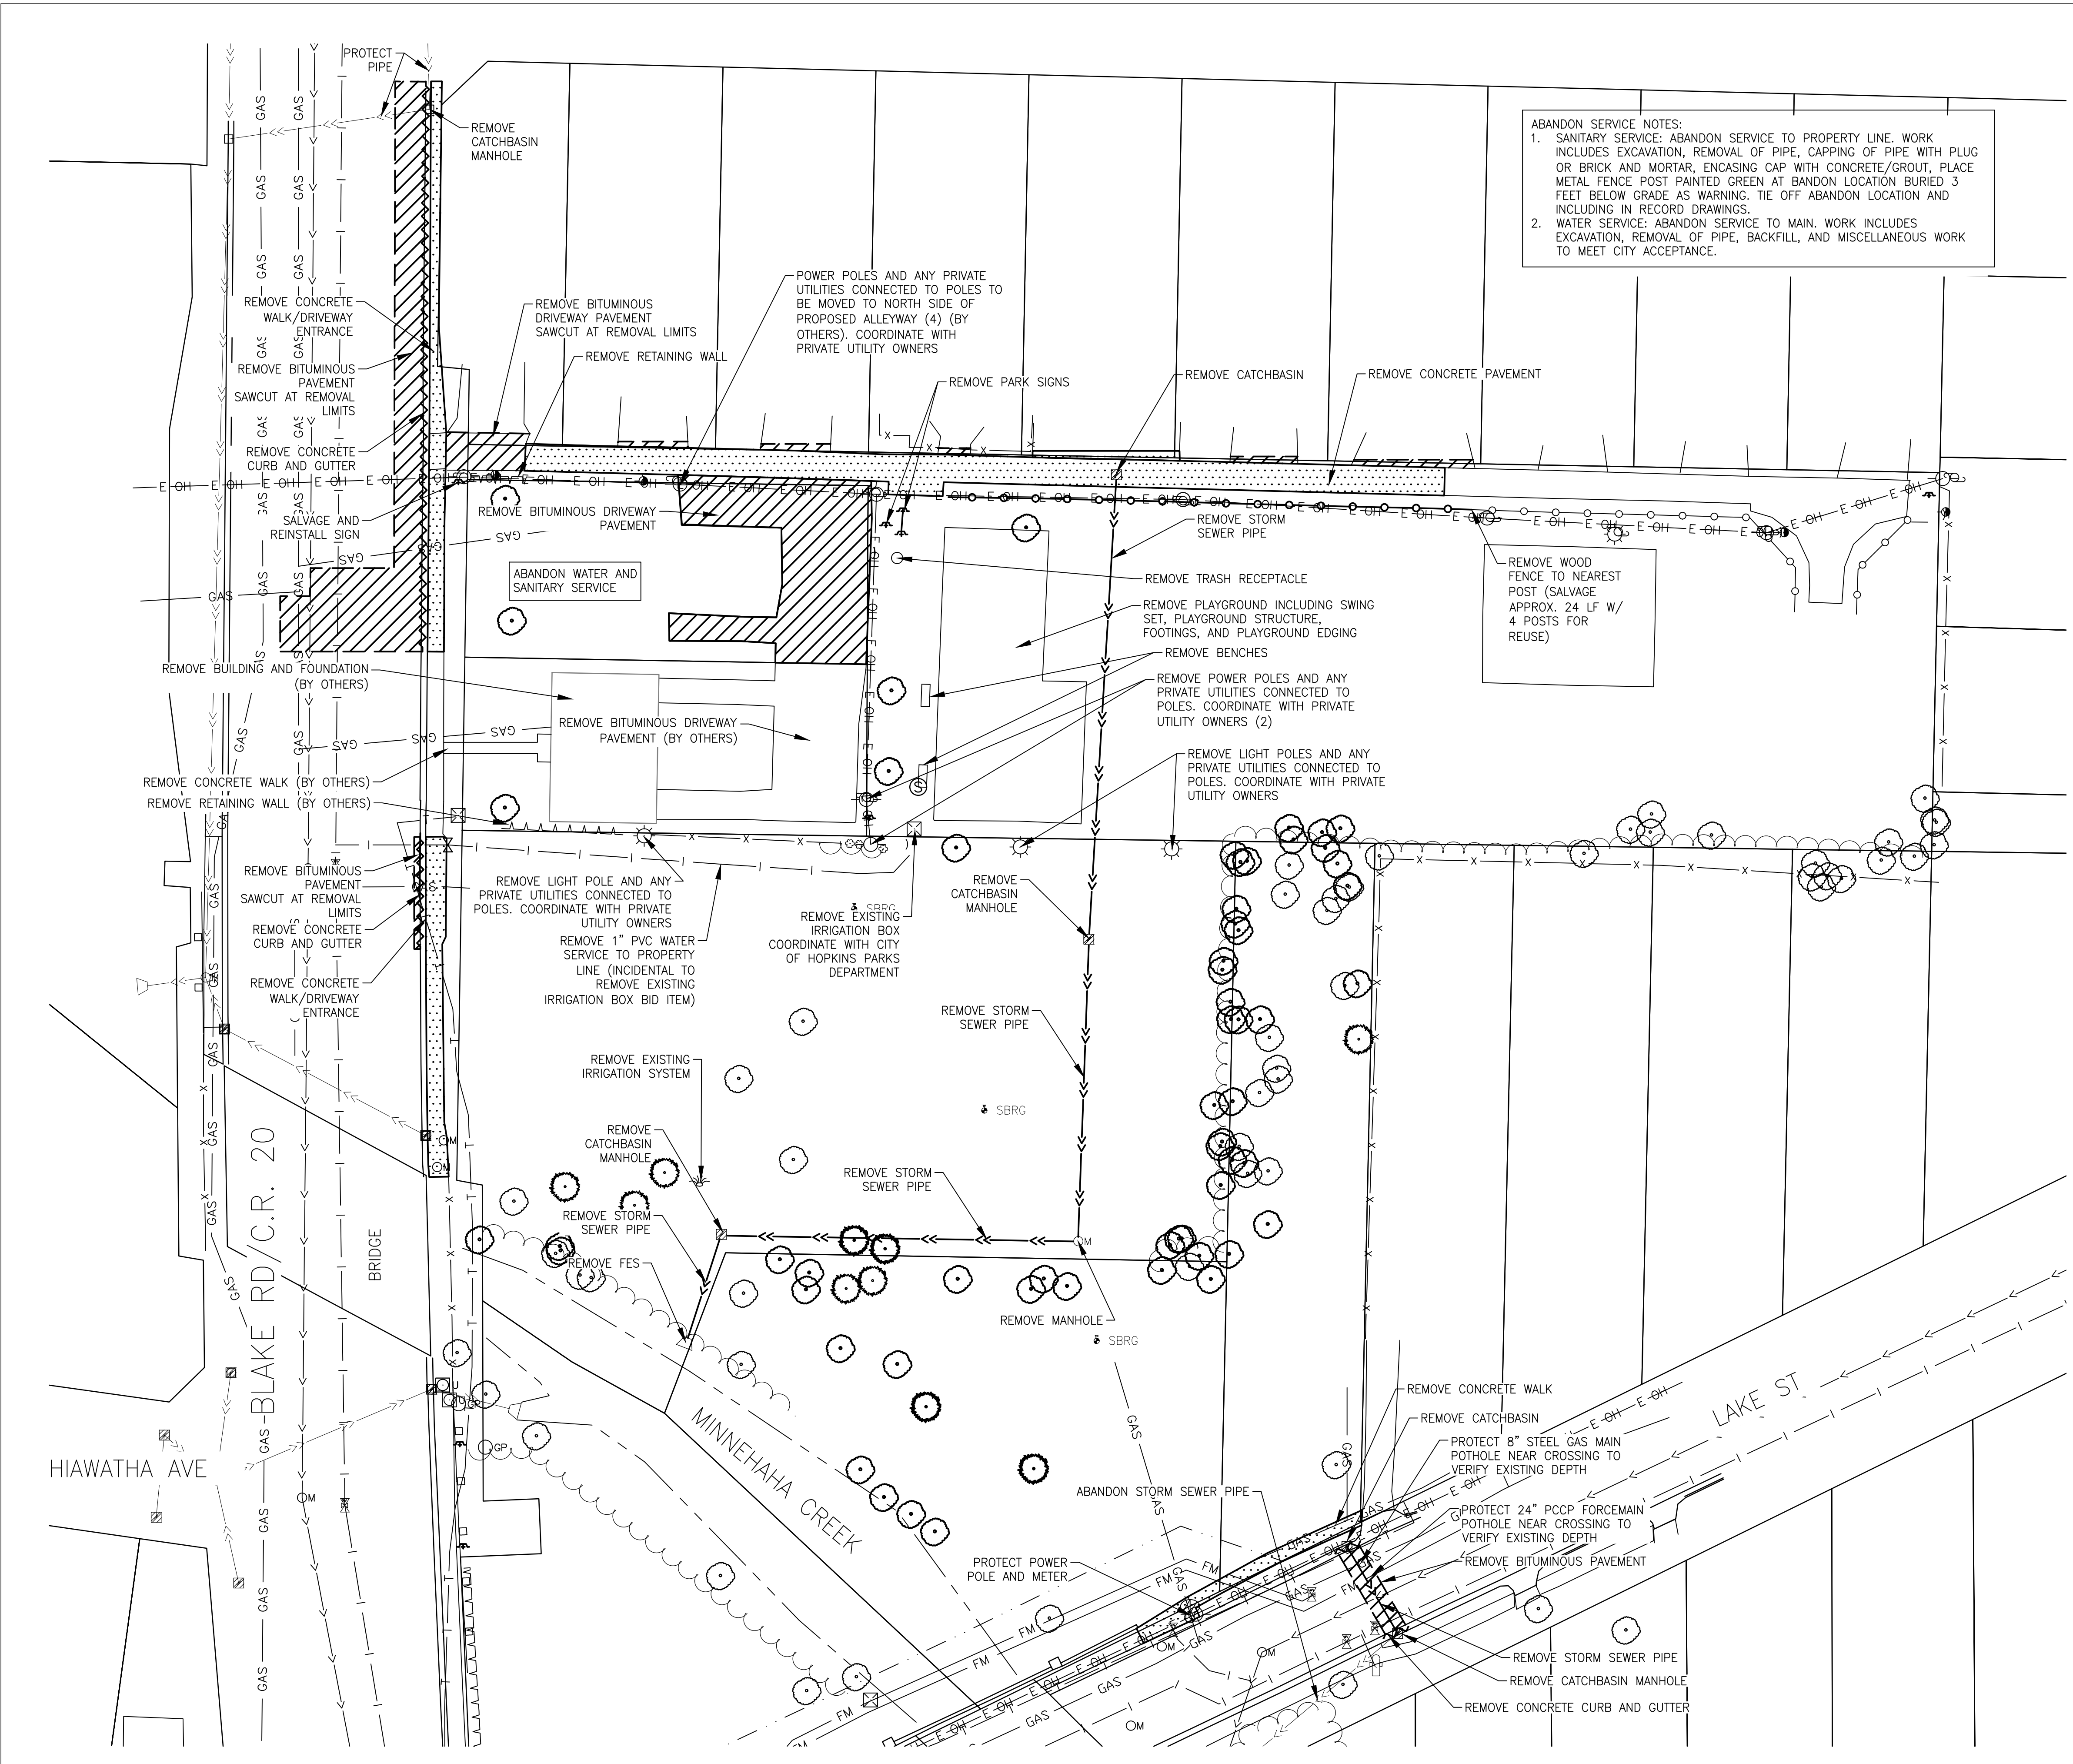 PROTECT
PIPE
REMOVE
CATCHBASIN
MANHOLE
ABANDON SERVICE NOTES:
1. SANITARY SERVICE: ABANDON SERVICE TO PROPERTY LINE. WORK
INCLUDES EXCAVATION, REMOVAL OF PIPE, CAPPING OF PIPE WITH PLUG
OR BRICK AND MORTAR, ENCASING CAP WITH CONCRETE/GROUT, PLACE
METAL FENCE POST PAINTED GREEN AT BANDON LOCATION BURIED 3
FEET BELOW GRADE AS WARNING. TIE OFF ABANDON LOCATION AND
INCLUDING IN RECORD DRAWINGS.
2. WATER SERVICE: ABANDON SERVICE TO MAIN. WORK INCLUDES
EXCAVATION, REMOVAL OF PIPE, BACKFILL, AND MISCELLANEOUS WORK
TO MEET CITY ACCEPTANCE.
REMOVE CONCRETE
WALK/DRIVEWAY
ENTRANCE
REMOVE BITUMINOUS
PAVEMENT
SAWCUT AT REMOVAL
LIMITS
REMOVE CONCRETE
CURB AND GUTTER
SALVAGE AND
REINSTALL SIGN
REMOVE BITUMINOUS
DRIVEWAY PAVEMENT
SAWCUT AT REMOVAL LIMITS
REMOVE RETAINING WALL
POWER POLES AND ANY PRIVATE
UTILITIES CONNECTED TO POLES TO
BE MOVED TO NORTH SIDE OF
PROPOSED ALLEYWAY (4) (BY
OTHERS). COORDINATE WITH
PRIVATE UTILITY OWNERS
REMOVE PARK SIGNS
REMOVE CATCHBASIN
REMOVE CONCRETE PAVEMENT
REMOVE BITUMINOUS DRIVEWAY
PAVEMENT
REMOVE STORM
SEWER PIPE
ABANDON WATER AND
SANITARY SERVICE
REMOVE TRASH RECEPTACLE
REMOVE PLAYGROUND INCLUDING SWING
SET, PLAYGROUND STRUCTURE,
FOOTINGS, AND PLAYGROUND EDGING
REMOVE WOOD
FENCE TO NEAREST
POST (SALVAGE
APPROX. 24 LF W/
4 POSTS FOR
REUSE)
REMOVE BENCHES
REMOVE POWER POLES AND ANY
PRIVATE UTILITIES CONNECTED TO
POLES. COORDINATE WITH PRIVATE
UTILITY OWNERS (2)
REMOVE BUILDING AND FOUNDATION
(BY OTHERS)
REMOVE BITUMINOUS DRIVEWAY
PAVEMENT (BY OTHERS)
REMOVE LIGHT POLES AND ANY
PRIVATE UTILITIES CONNECTED TO
POLES. COORDINATE WITH PRIVATE
UTILITY OWNERS
REMOVE CONCRETE WALK (BY OTHERS)
REMOVE RETAINING WALL (BY OTHERS)
REMOVE BITUMINOUS
PAVEMENT
SAWCUT AT REMOVAL
LIMITS
REMOVE CONCRETE
CURB AND GUTTER
REMOVE CONCRETE
WALK/DRIVEWAY
ENTRANCE
REMOVE LIGHT POLE AND ANY
PRIVATE UTILITIES CONNECTED TO
POLES. COORDINATE WITH PRIVATE
UTILITY OWNERS
REMOVE 1" PVC WATER
SERVICE TO PROPERTY
LINE (INCIDENTAL TO
REMOVE EXISTING
IRRIGATION BOX BID ITEM)
SBRG
REMOVE EXISTING
IRRIGATION BOX
COORDINATE WITH CITY
OF HOPKINS PARKS
DEPARTMENT
REMOVE
CATCHBASIN
MANHOLE
REMOVE STORM
SEWER PIPE
REMOVE EXISTING
IRRIGATION SYSTEM
SBRG
REMOVE
CATCHBASIN
MANHOLE
REMOVE STORM
SEWER PIPE
REMOVE STORM
SEWER PIPE
REMOVE FES
REMOVE MANHOLE
SBRG
BLAKE RD/C.R. 20
BRIDGE
HIAWATHA AVE
MINNEHAHA CREEK
LAKE ST
REMOVE CONCRETE WALK
REMOVE CATCHBASIN
PROTECT 8" STEEL GAS MAIN
POTHOLE NEAR CROSSING TO
VERIFY EXISTING DEPTH
ABANDON STORM SEWER PIPE
PROTECT 24" PCCP FORCEMAIN
POTHOLE NEAR CROSSING TO
VERIFY EXISTING DEPTH
REMOVE BITUMINOUS PAVEMENT
PROTECT POWER
POLE AND METER
REMOVE STORM SEWER PIPE
REMOVE CATCHBASIN MANHOLE
REMOVE CONCRETE CURB AND GUTTER
GAS
E-OH
FM
GP